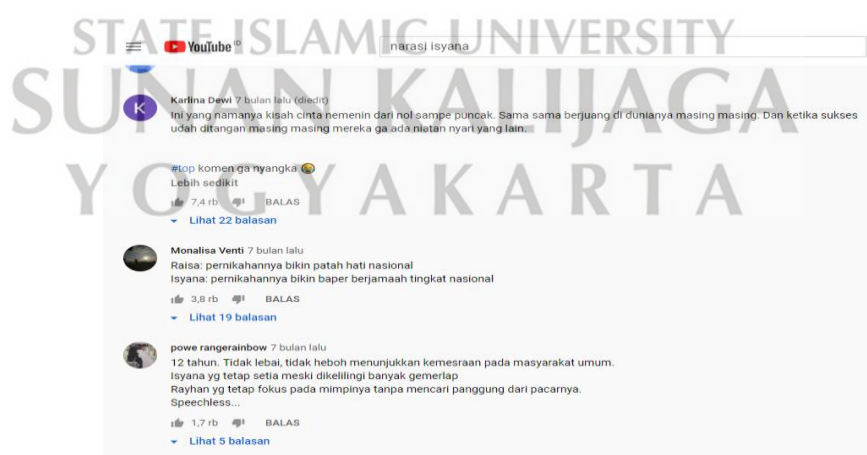 STATE ISLAMIC UNIVERSITY
YouTube ID
narasi isyana
SUNAN KALIJAGA
K
Karlina Dewi 7 bulan lalu (diedit)
Ini yang namanya kisah cinta nemenin dari nol sampe puncak. Sama sama berjuang di dunianya masing masing. Dan ketika sukses
udah ditangan masing masing mereka ga ada niatan nyari yang lain.
YOGYAKARTA
#top komen ga nyangka 😭
Lebih sedikit
7,4 rb BALAS
Lihat 22 balasan
Monalisa Venti 7 bulan lalu
Raisa: pernikahannya bikin patah hati nasional
Isyana: pernikahannya bikin baper berjamaah tingkat nasional
3,8 rb BALAS
Lihat 19 balasan
powe rangerainbow 7 bulan lalu
12 tahun. Tidak lebai, tidak heboh menunjukkan kemesraan pada masyarakat umum.
Isyana yg tetap setia meski dikelilingi banyak gemerlap
Rayhan yg tetap fokus pada mimpinya tanpa mencari panggung dari pacarnya.
Speechless...
1,7 rb BALAS
Lihat 5 balasan